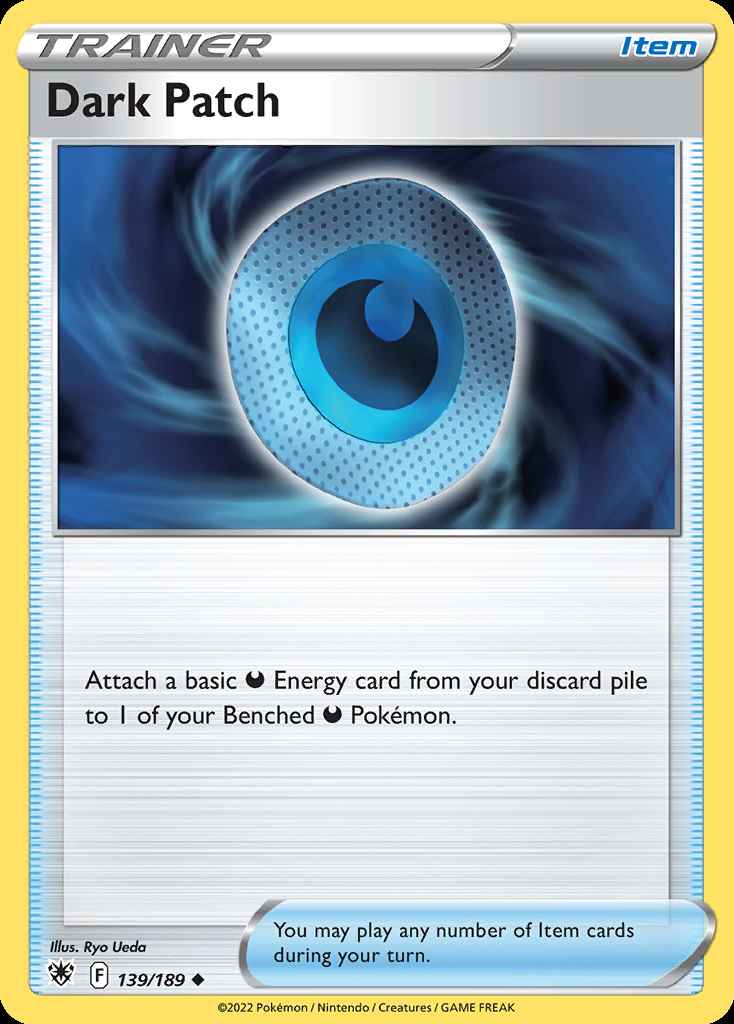 TRAINER
Item
Dark Patch
Attach a basic Energy card from your discard pile
to 1 of your Benched Pokémon.
You may play any number of Item cards
during your turn.
Illus. Ryo Ueda
F 139/189
©2022 Pokémon / Nintendo / Creatures / GAME FREAK